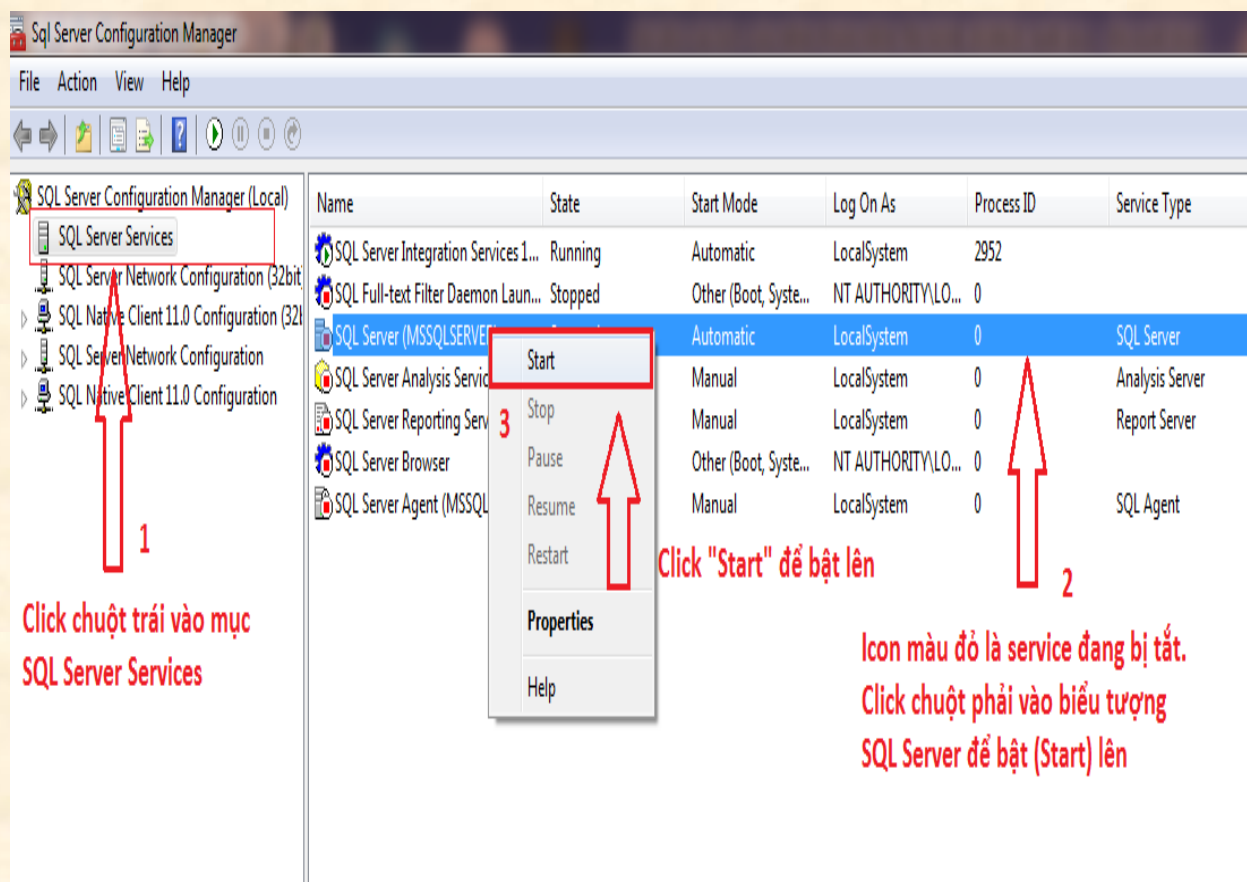 Sql Server Configuration Manager
File Action View Help
SQL Server Configuration Manager (Local)
SQL Server Services
SQL Server Network Configuration (32bit
SQL Native Client 11.0 Configuration (32b
SQL Server Network Configuration
SQL Native Client 11.0 Configuration
Name State Start Mode Log On As Process ID Service Type
SQL Server Integration Services 1... Running Automatic LocalSystem 2952
SQL Full-text Filter Daemon Laun... Stopped Other (Boot, Syste... NT AUTHORITY\LO... 0
SQL Server (MSSQLSERVER) Automatic LocalSystem 0 SQL Server
SQL Server Analysis Servic Manual LocalSystem 0 Analysis Server
SQL Server Reporting Serv Manual LocalSystem 0 Report Server
SQL Server Browser Other (Boot, Syste... NT AUTHORITY\LO... 0
SQL Server Agent (MSSQL Manual LocalSystem 0 SQL Agent
Start
Stop
Pause
Resume
Restart
Properties
Help
1
Click chuột trái vào mục
SQL Server Services
3
Click "Start" để bật lên
2
Icon màu đỏ là service đang bị tắt.
Click chuột phải vào biểu tượng
SQL Server để bật (Start) lên